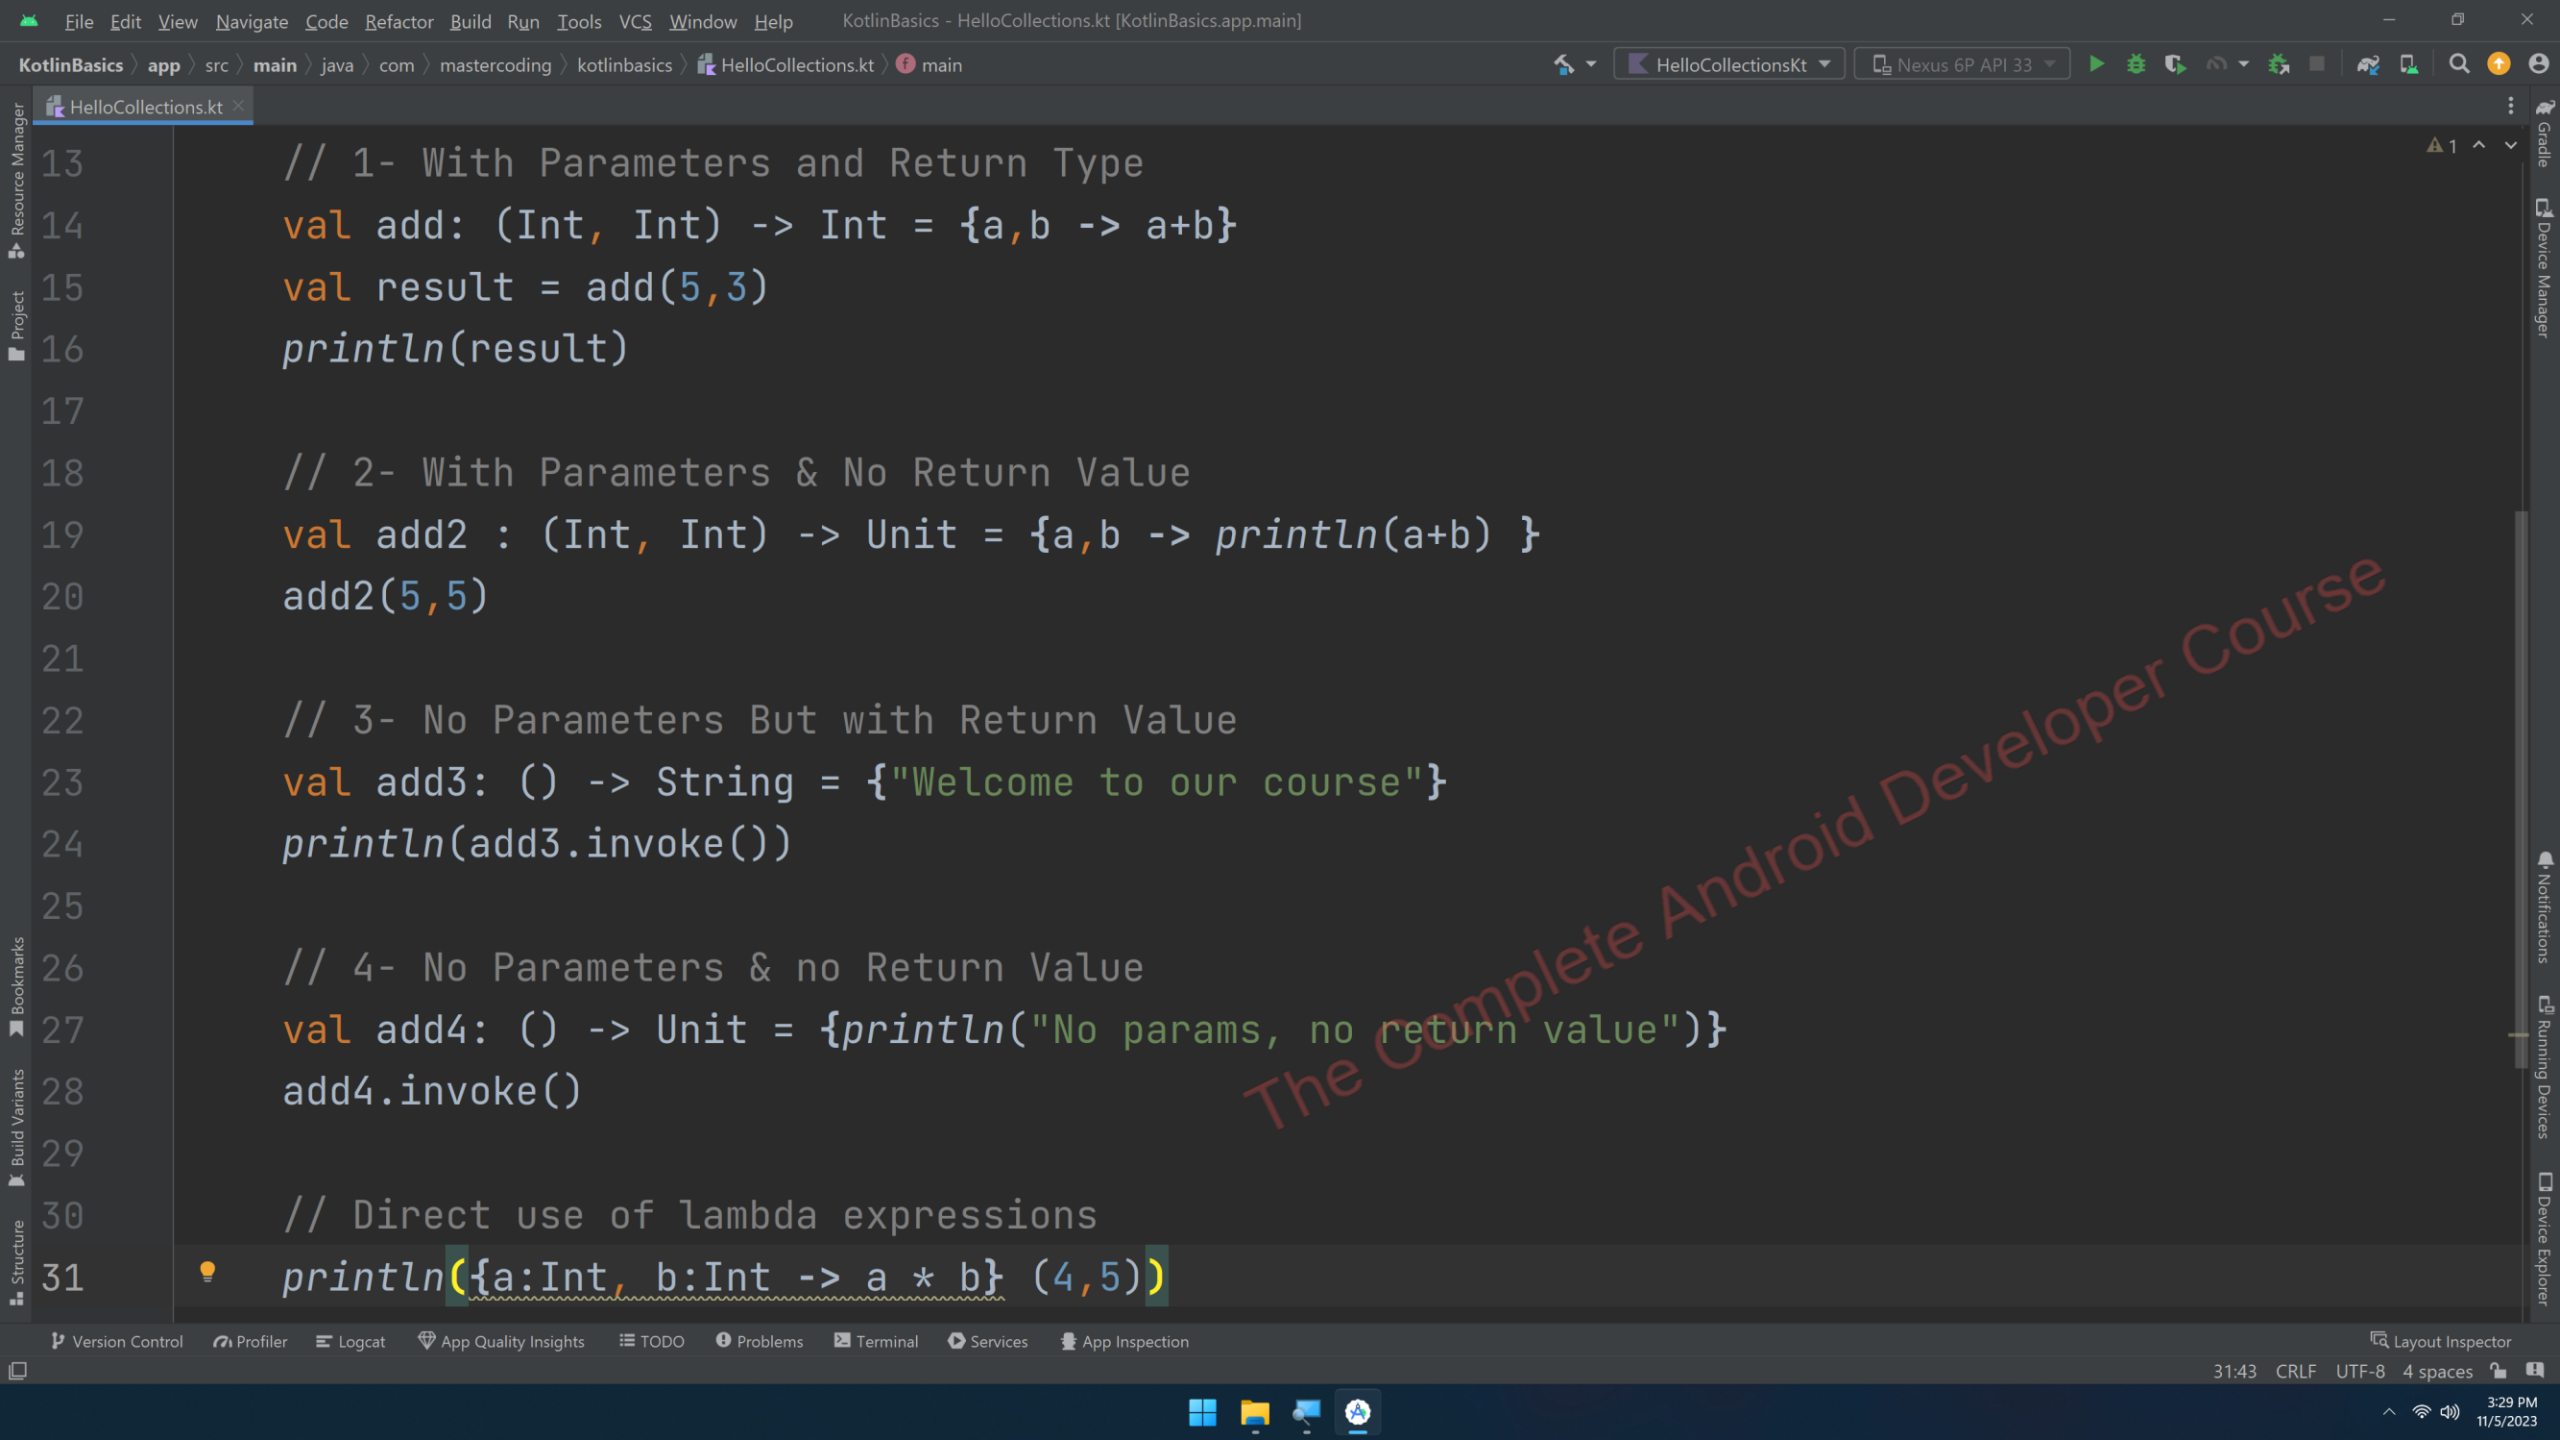 File Edit View Navigate Code Refactor Build Run Tools VCS Window Help KotlinBasics - HelloCollections.kt [KotlinBasics.app.main]
KotlinBasics app src main java com mastercoding kotlinbasics HelloCollections.kt main HelloCollectionsKt Nexus 6P API 33
HelloCollections.kt
1
13 // 1- With Parameters and Return Type
14 val add: (Int, Int) -> Int = {a,b -> a+b}
15 val result = add(5,3)
16 println(result)
17
18 // 2- With Parameters & No Return Value
19 val add2 : (Int, Int) -> Unit = {a,b -> println(a+b) }
20 add2(5,5)
21
22 // 3- No Parameters But with Return Value
23 val add3: () -> String = {"Welcome to our course"}
24 println(add3.invoke())
25
26 // 4- No Parameters & no Return Value
27 val add4: () -> Unit = {println("No params, no return value")}
28 add4.invoke()
29
30 // Direct use of lambda expressions
31 println({a:Int, b:Int -> a * b} (4,5))
The Complete Android Developer Course
Resource Manager
Project
Bookmarks
Build Variants
Structure
Gradle
Device Manager
Notifications
Running Devices
Device Explorer
Version Control Profiler Logcat App Quality Insights TODO Problems Terminal Services App Inspection Layout Inspector
31:43 CRLF UTF-8 4 spaces
3:29 PM
11/5/2023